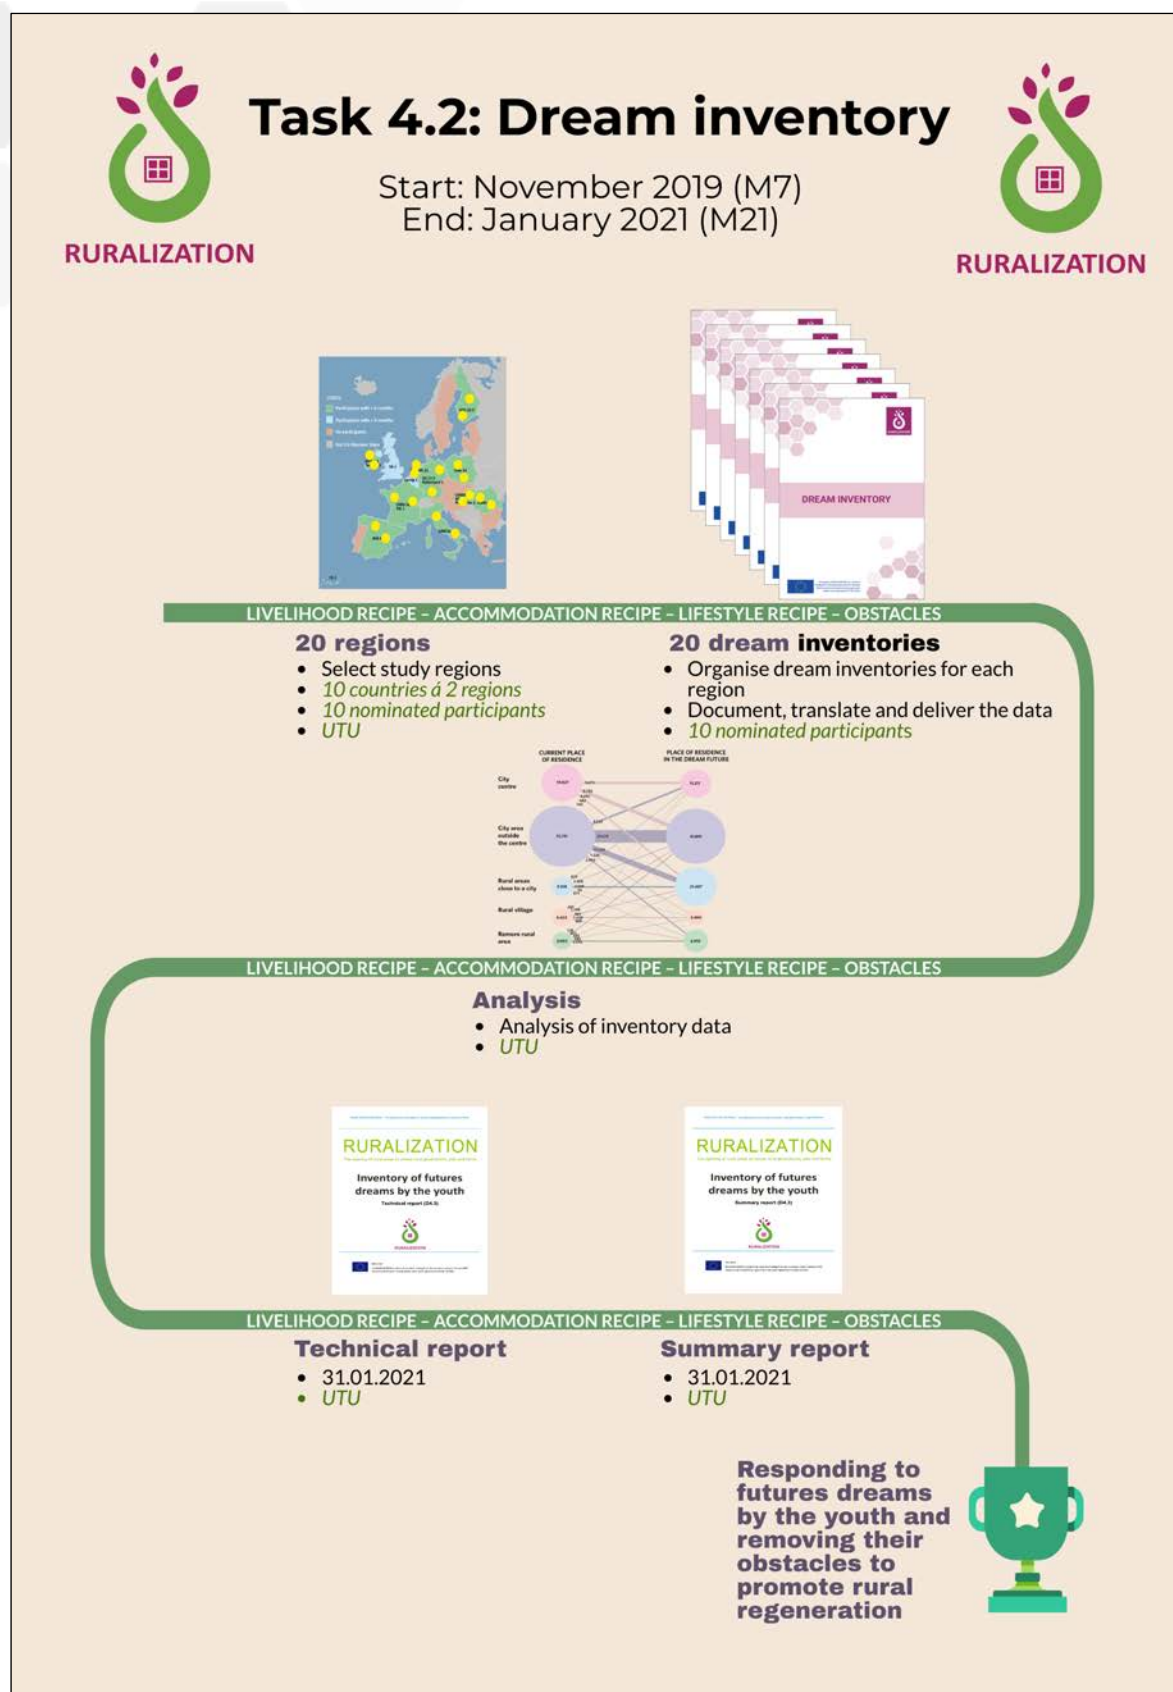 Task 4.2: Dream inventory
Start: November 2019 (M7)
End: January 2021 (M21)
RURALIZATION
RURALIZATION
DREAM INVENTORY
LIVELIHOOD RECIPE – ACCOMMODATION RECIPE – LIFESTYLE RECIPE – OBSTACLES
20 regions
• Select study regions
• 10 countries á 2 regions
• 10 nominated participants
• UTU
20 dream inventories
• Organise dream inventories for each
region
• Document, translate and deliver the data
• 10 nominated participants
CURRENT PLACE
OF RESIDENCE
PLACE OF RESIDENCE
IN THE DREAM FUTURE
City
centre
City area
outside
the centre
Rural areas
close to a city
Rural village
Remote rural
area
LIVELIHOOD RECIPE – ACCOMMODATION RECIPE – LIFESTYLE RECIPE – OBSTACLES
Analysis
• Analysis of inventory data
• UTU
RURALIZATION
Inventory of futures
dreams by the youth
RURALIZATION
RURALIZATION
Inventory of futures
dreams by the youth
RURALIZATION
LIVELIHOOD RECIPE – ACCOMMODATION RECIPE – LIFESTYLE RECIPE – OBSTACLES
Technical report
• 31.01.2021
• UTU
Summary report
• 31.01.2021
• UTU
Responding to
futures dreams
by the youth and
removing their
obstacles to
promote rural
regeneration